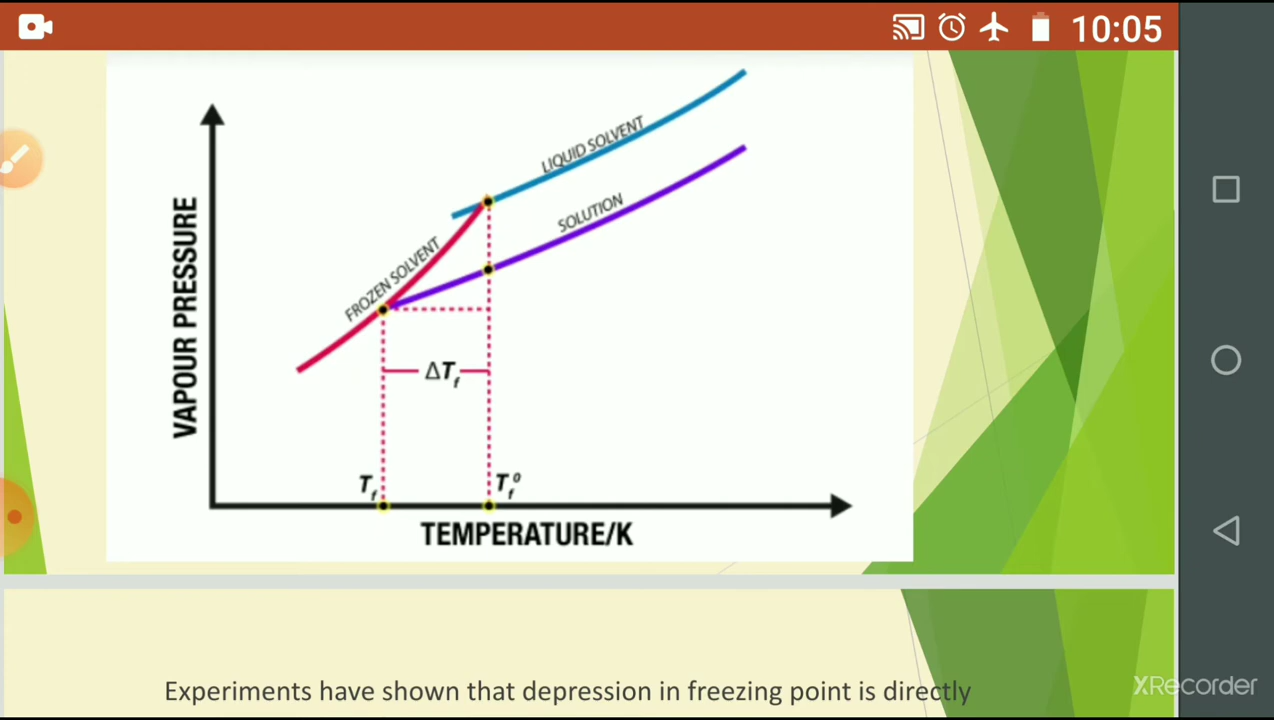 10:05
LIQUID SOLVENT
SOLUTION
FROZEN SOLVENT
VAPOUR PRESSURE
ΔTf
Tf
Tf⁰
TEMPERATURE/K
Experiments have shown that depression in freezing point is directly
XRecorder